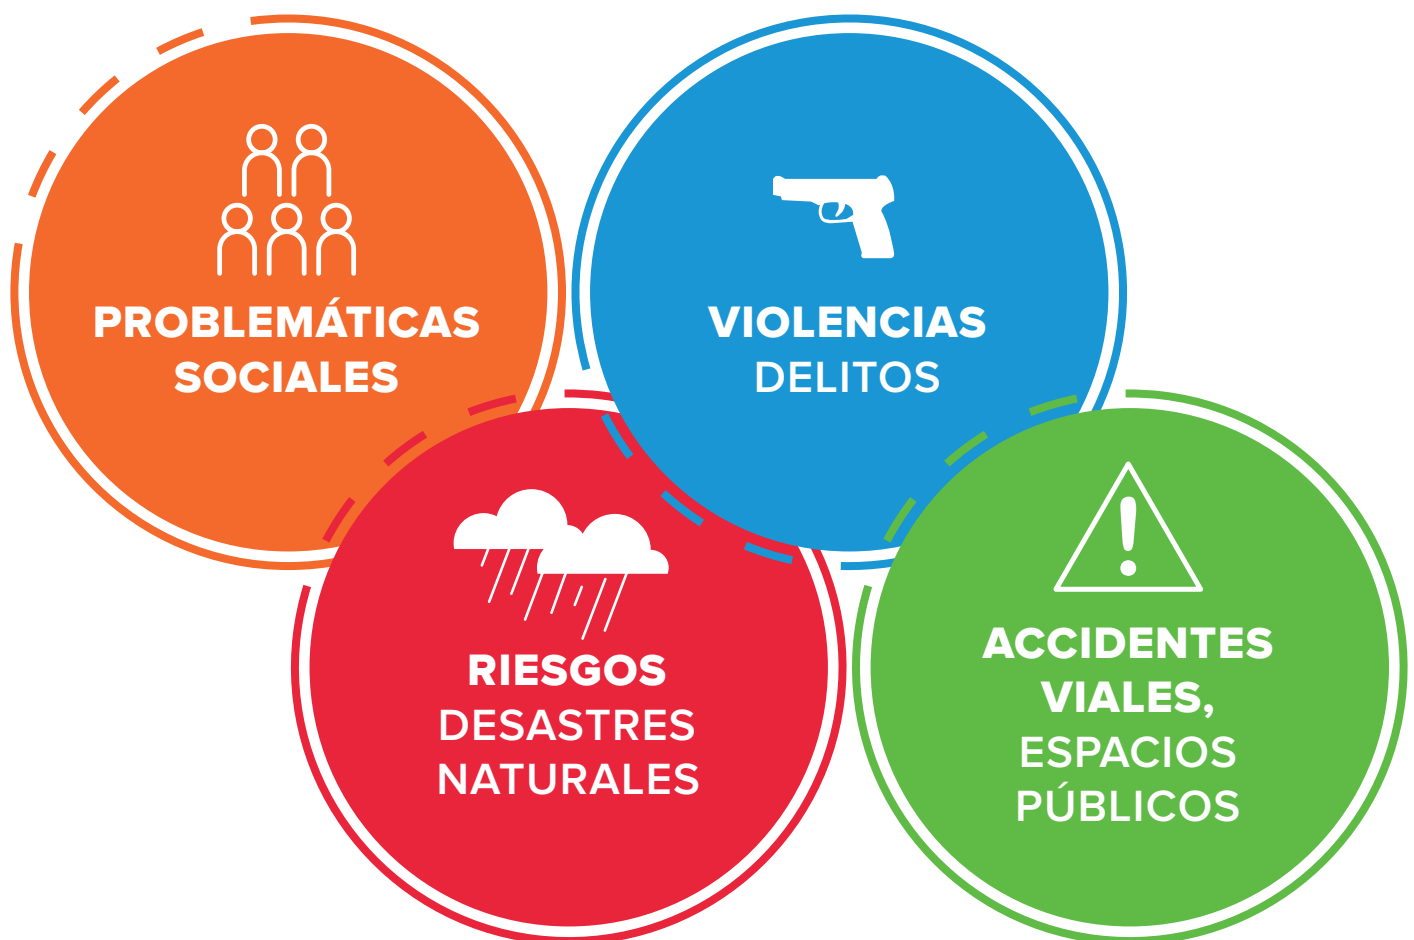 PROBLEMÁTICAS
SOCIALES
VIOLENCIAS
DELITOS
RIESGOS
DESASTRES
NATURALES
ACCIDENTES
VIALES,
ESPACIOS
PÚBLICOS